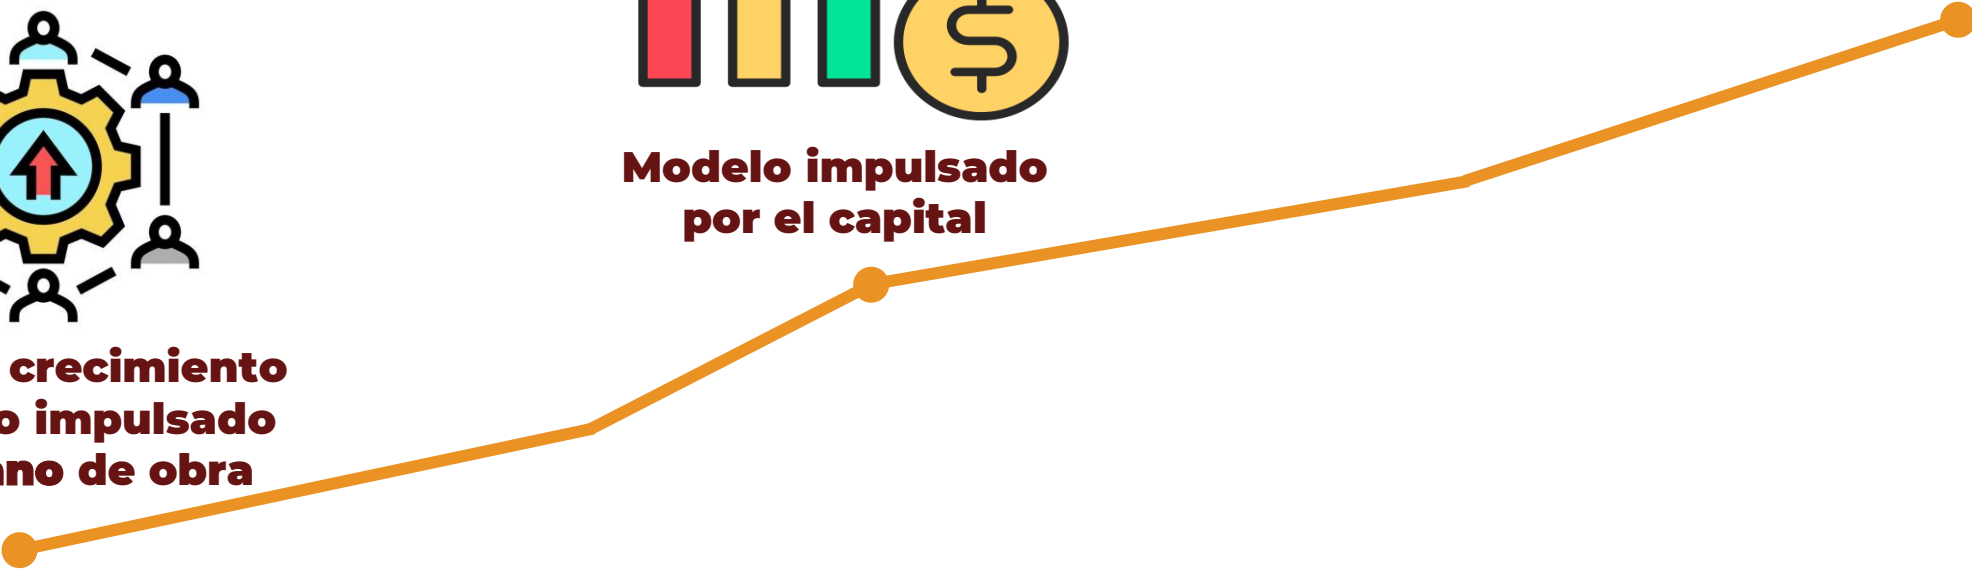 Modelo impulsado
por el capital
crecimiento
impulsado
de obra